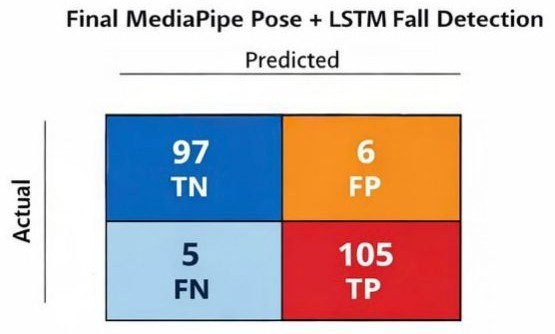 Final MediaPipe Pose + LSTM Fall Detection
Predicted
Actual
97
TN
6
FP
5
FN
105
TP